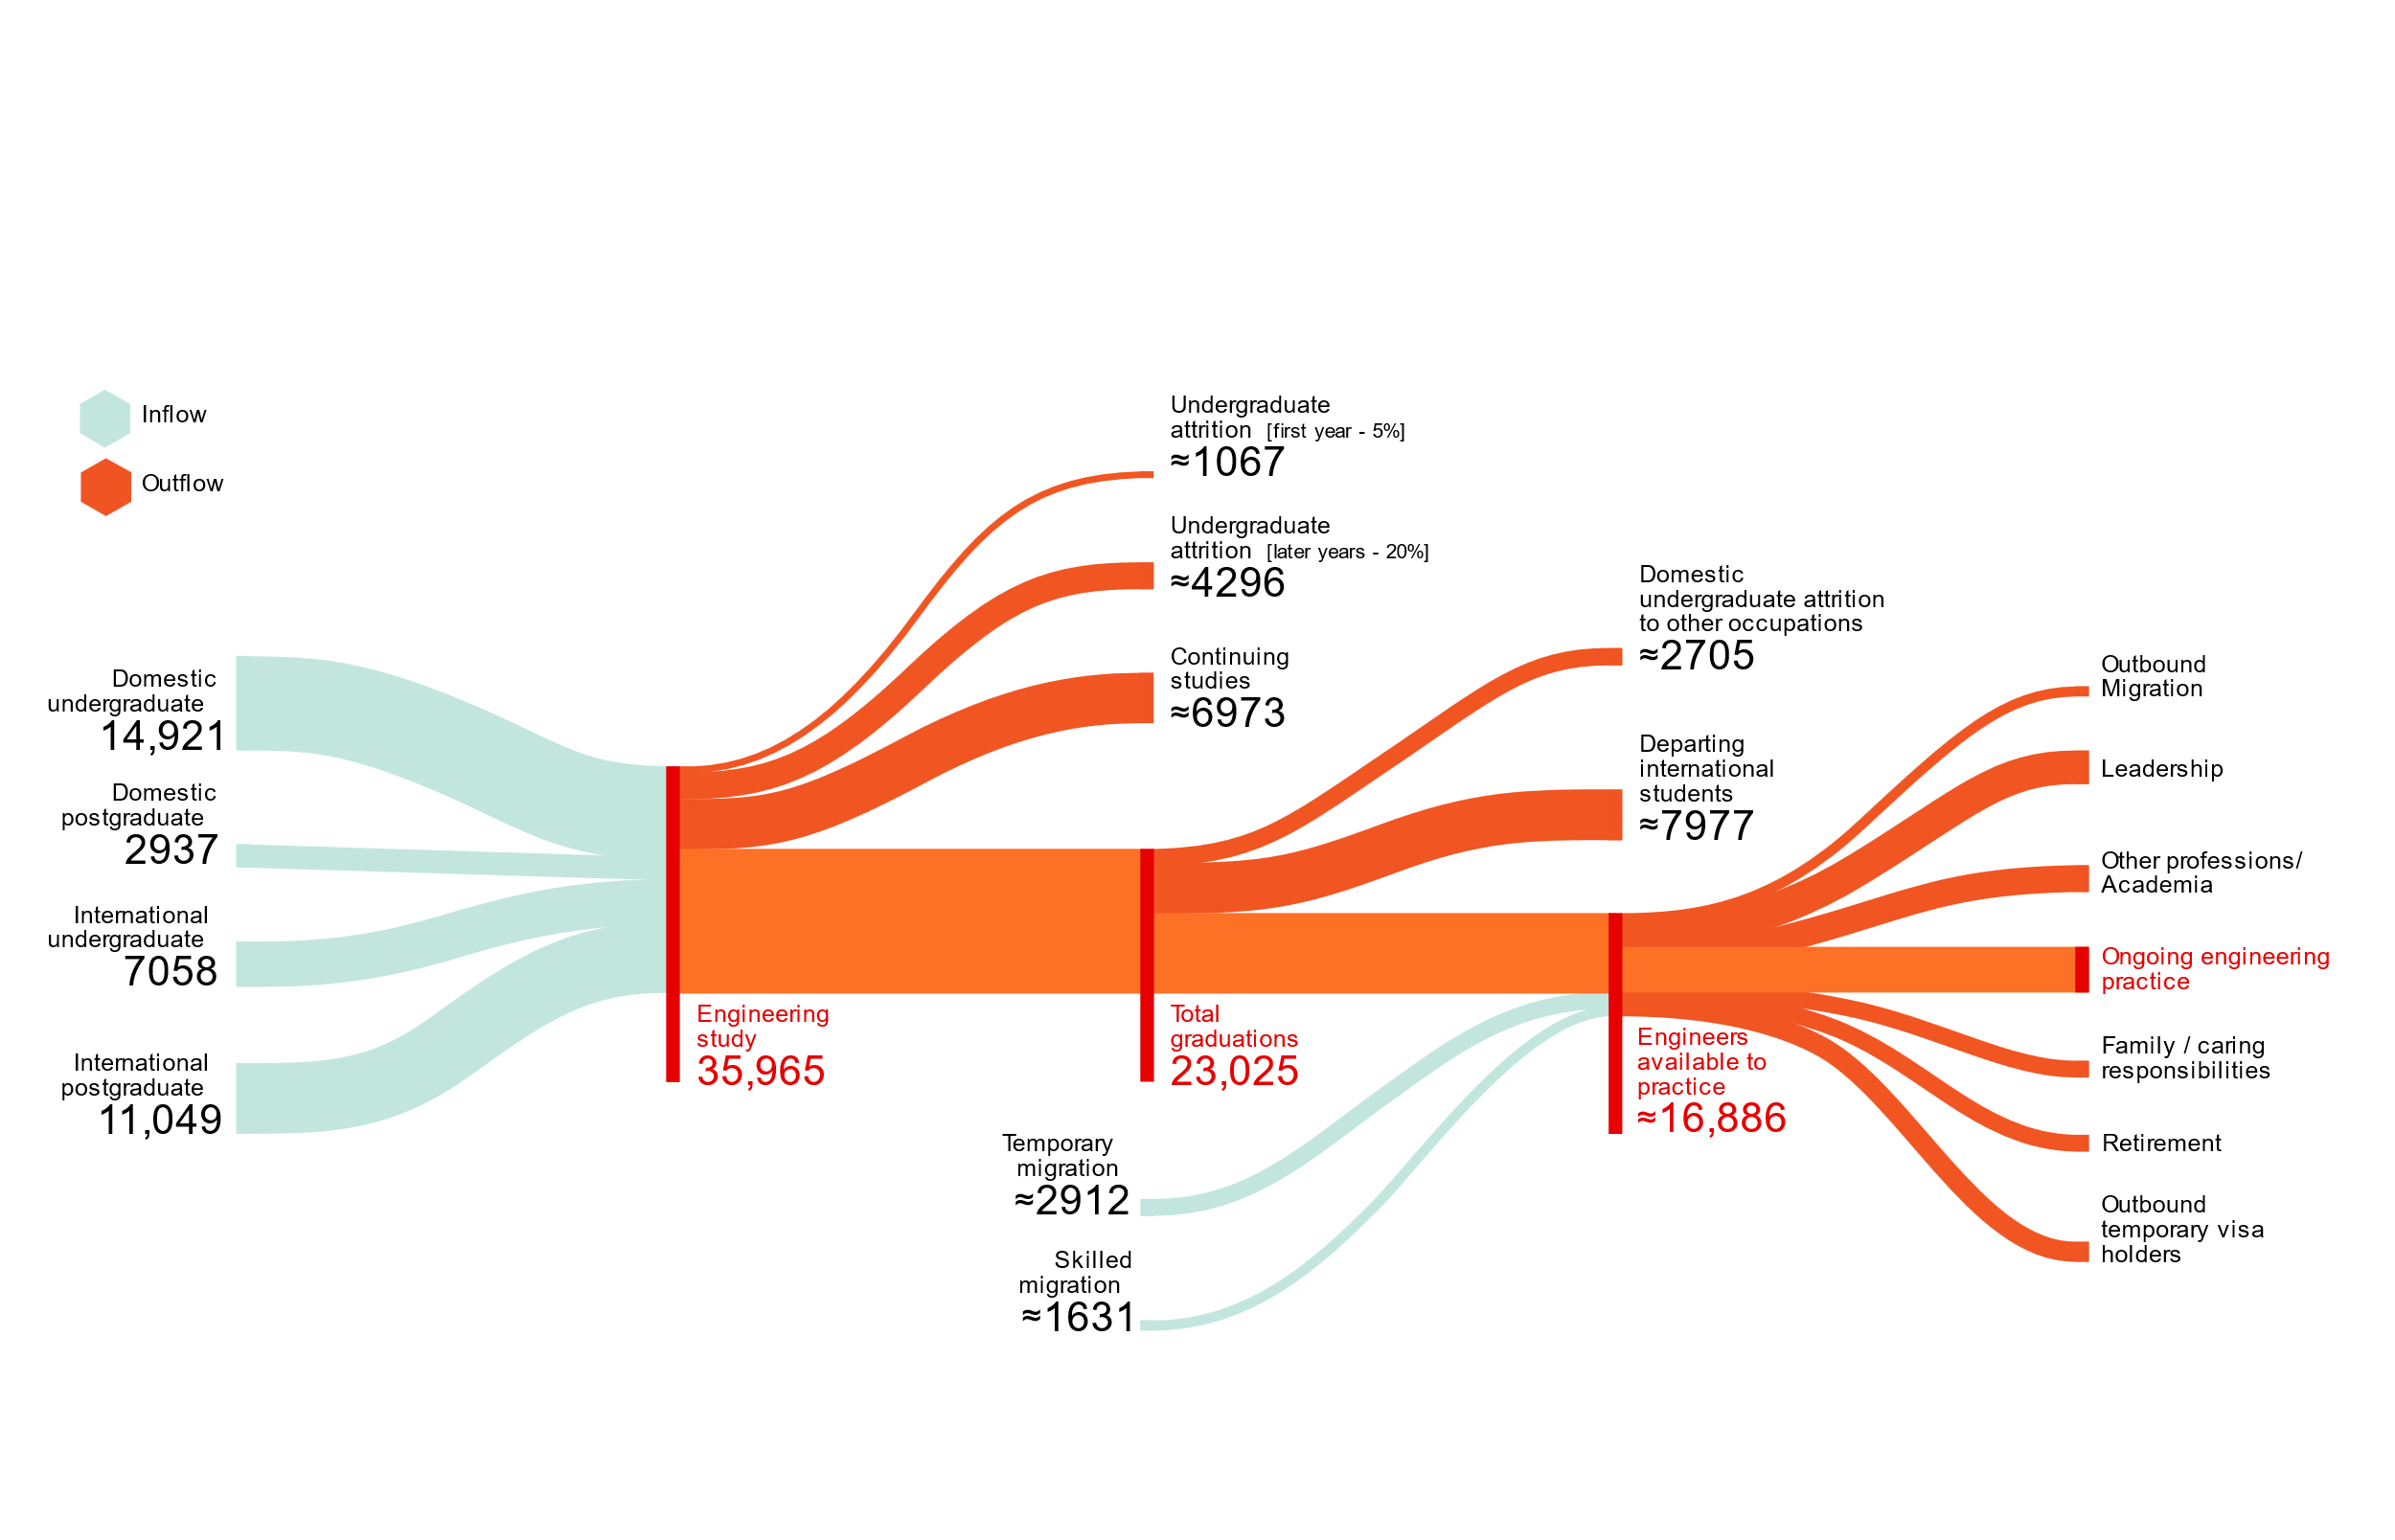 Inflow
Outflow
Domestic
undergraduate
14,921
Domestic
postgraduate
2937
International
undergraduate
7058
International
postgraduate
11,049
Engineering
study
35,965
Undergraduate
attrition [first year - 5%]
≈1067
Undergraduate
attrition [later years - 20%]
≈4296
Continuing
studies
≈6973
Total
graduations
23,025
Temporary
migration
≈2912
Skilled
migration
≈1631
Domestic
undergraduate attrition
to other occupations
≈2705
Departing
international
students
≈7977
Engineers
available to
practice
≈16,886
Outbound
Migration
Leadership
Other professions/
Academia
Ongoing engineering
practice
Family / caring
responsibilities
Retirement
Outbound
temporary visa
holders